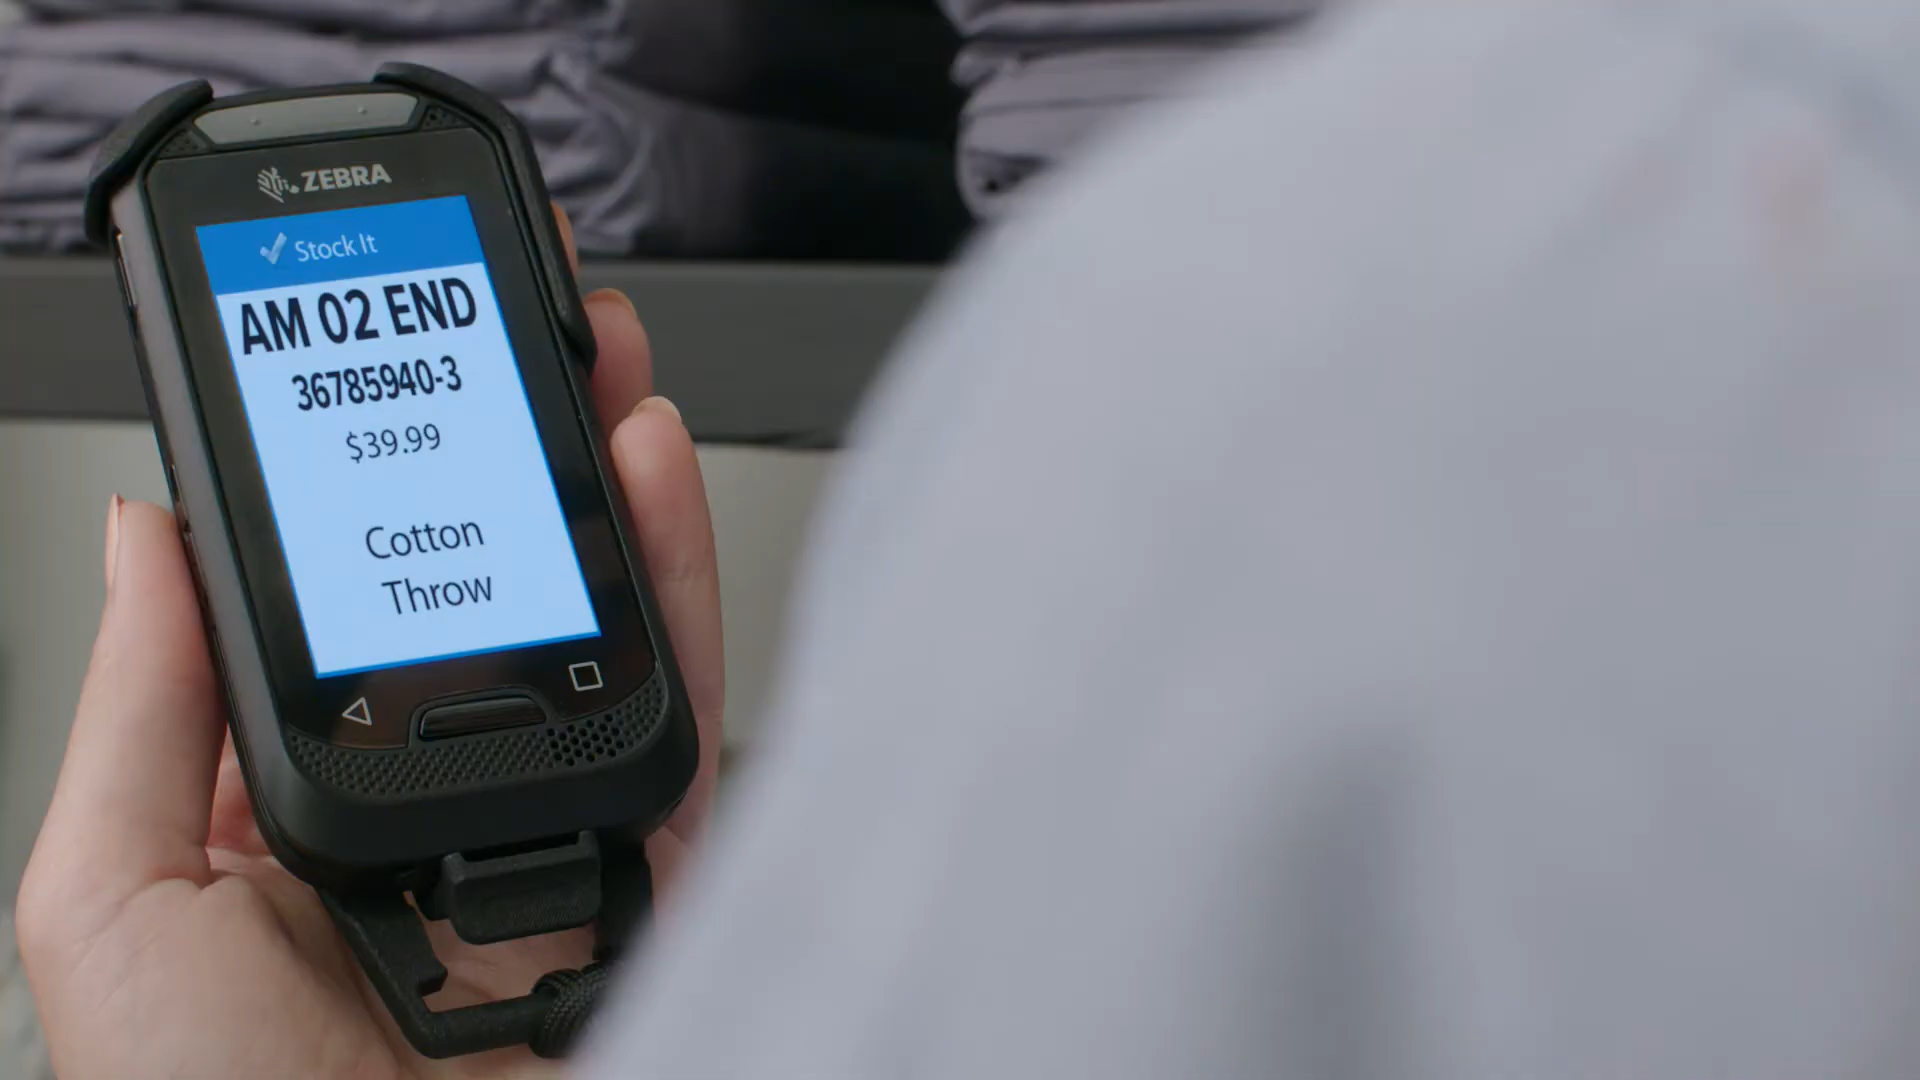 ZEBRA
Stock It
AM 02 END
36785940-3
$39.99
Cotton
Throw